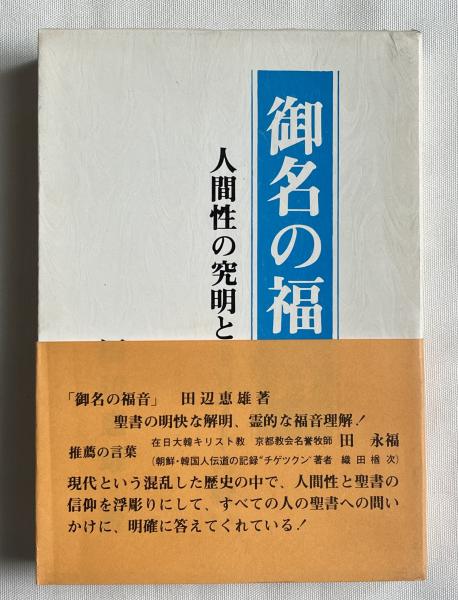 御名の福
人間性の究明と
「御名の福音」 田辺恵雄著
聖書の明快な解明、霊的な福音理解！
推薦の言葉 在日大韓キリスト教 京都教会名誉牧師 田 永福
(朝鮮・韓国人伝道の記録“チゲックン”著者 織田楢次)
現代という混乱した歴史の中で、人間性と聖書の
信仰を浮彫りにして、すべての人の聖書への問い
かけに、明確に答えてくれている！